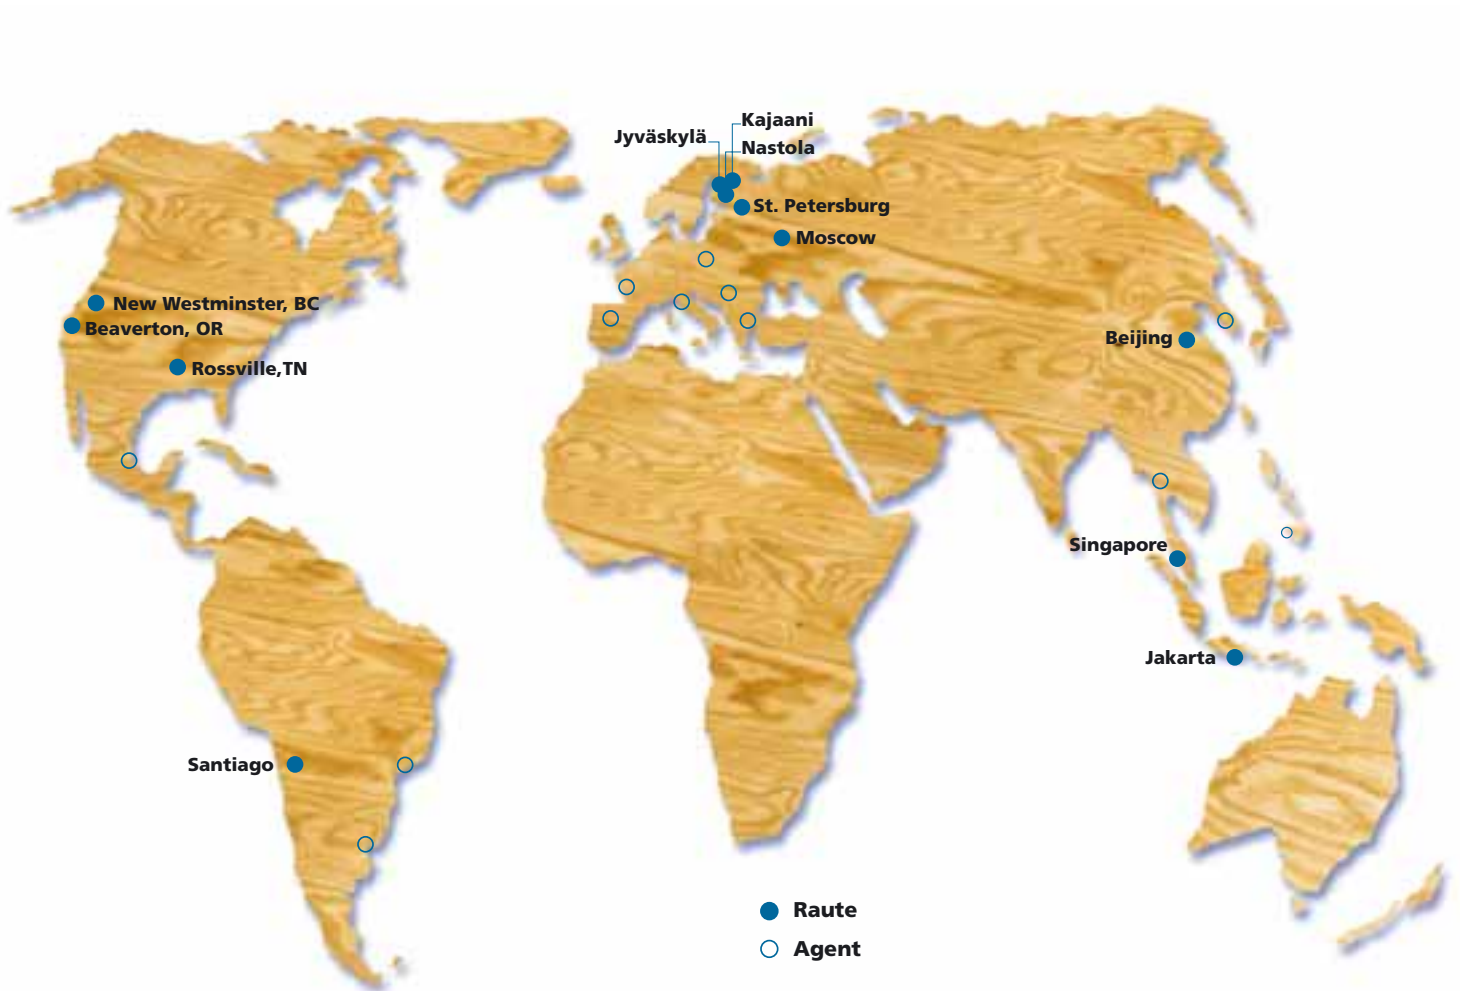 Kajaani
Jyväskylä
Nastola
St. Petersburg
Moscow
New Westminster, BC
Beaverton, OR
Beijing
Rossville,TN
Singapore
Jakarta
Santiago
Raute
Agent